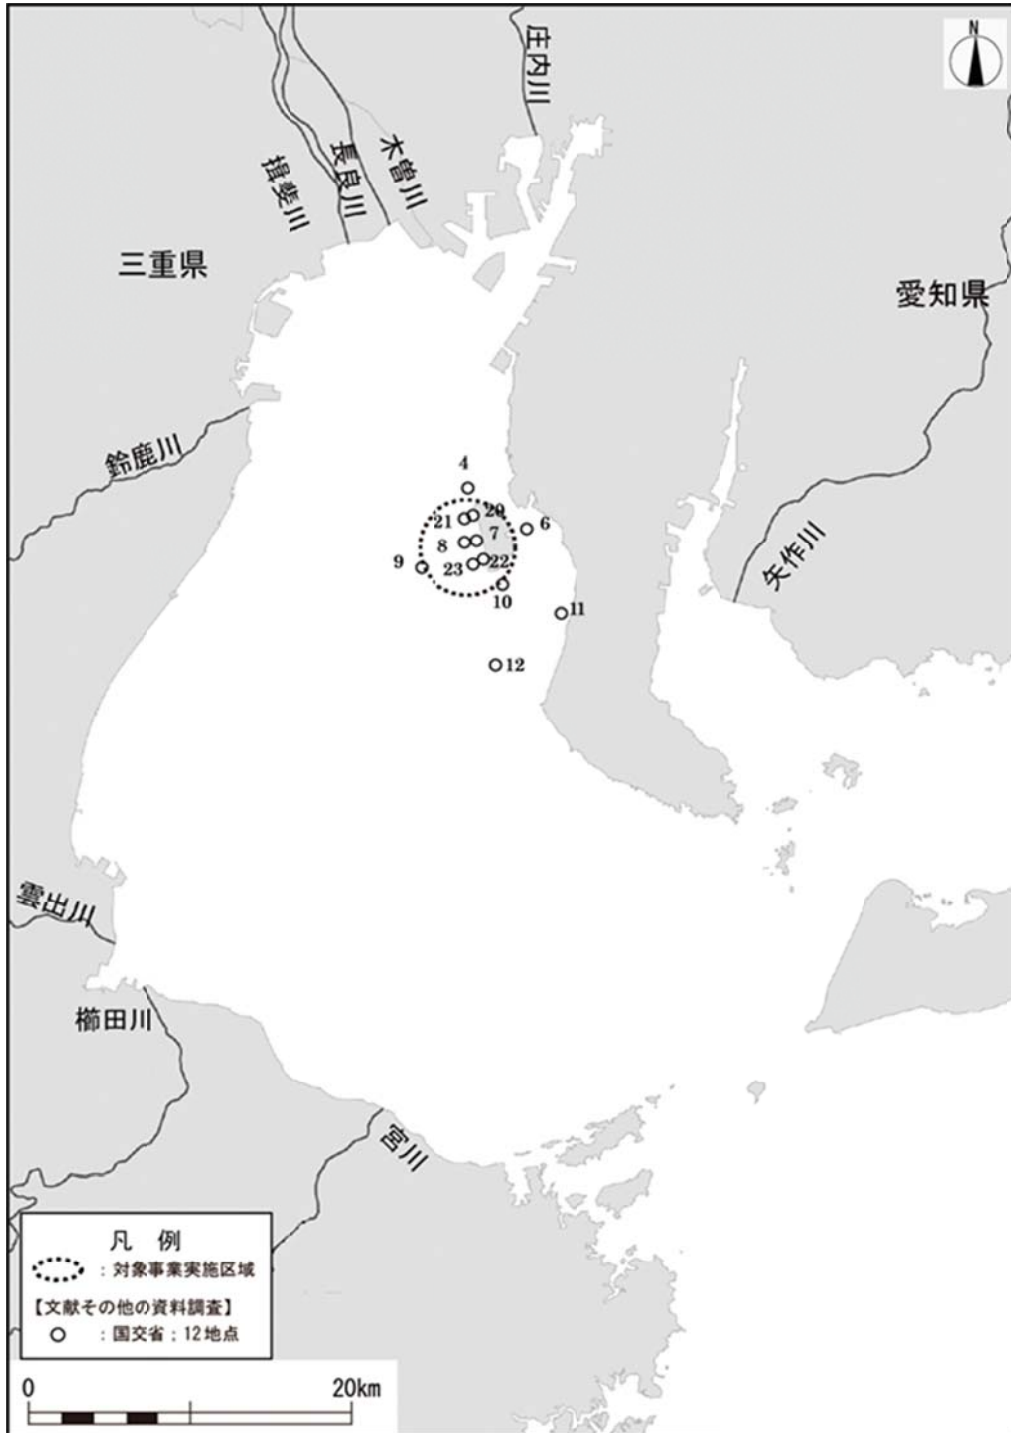 N
庄内川
木曽川
長良川
揖斐川
三重県
愛知県
鈴鹿川
矢作川
4
20
21
6
7
8
9
22
23
10
11
12
雲出川
櫛田川
宮川
凡 例
：対象事業実施区域
【文献その他の資料調査】
：国交省；12地点
0 20km